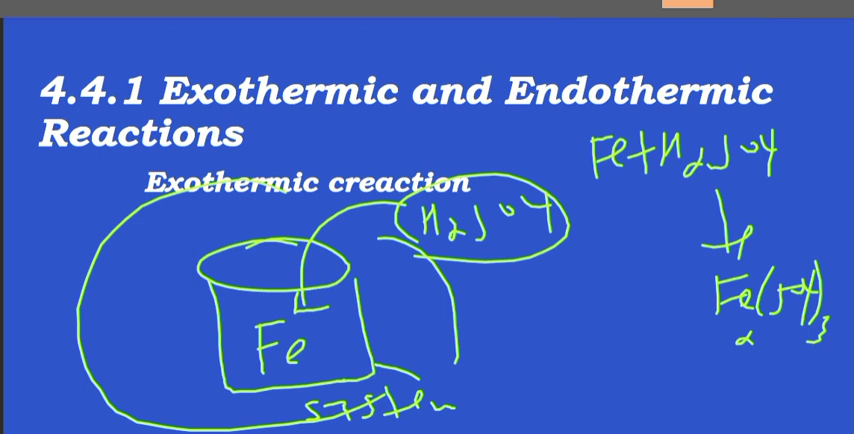 4.4.1 Exothermic and Endothermic
Reactions
Fe+H2SO4
Exothermic creaction
H2SO4
Fe2(SO4)3
Fe
system